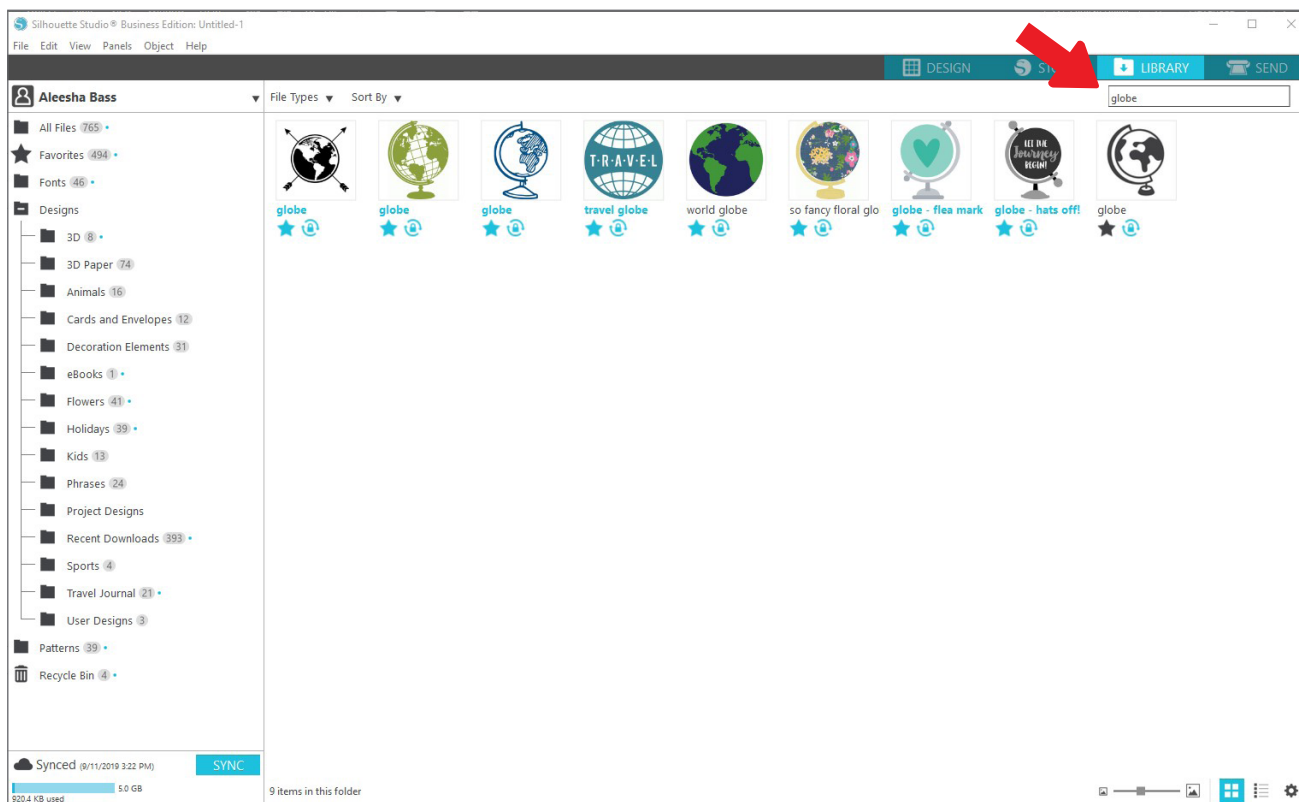 Silhouette Studio® Business Edition: Untitled-1
File Edit View Panels Object Help
DESIGN LIBRARY SEND
Aleesha Bass
File Types Sort By
globe
All Files 765
Favorites 494
Fonts 46
Designs
3D 8
3D Paper 74
Animals 16
Cards and Envelopes 12
Decoration Elements 31
eBooks 1
Flowers 41
Holidays 39
Kids 13
Phrases 24
Project Designs
Recent Downloads 393
Sports 4
Travel Journal 21
User Designs 3
Patterns 39
Recycle Bin 4
T·R·A·V·E·L
LET THE
Journey
BEGIN!
globe
globe
globe
travel globe
world globe
so fancy floral glo
globe - flea mark
globe - hats off!
globe
Synced (9/11/2019 3:22 PM)
SYNC
5.0 GB
920.4 KB used
9 items in this folder